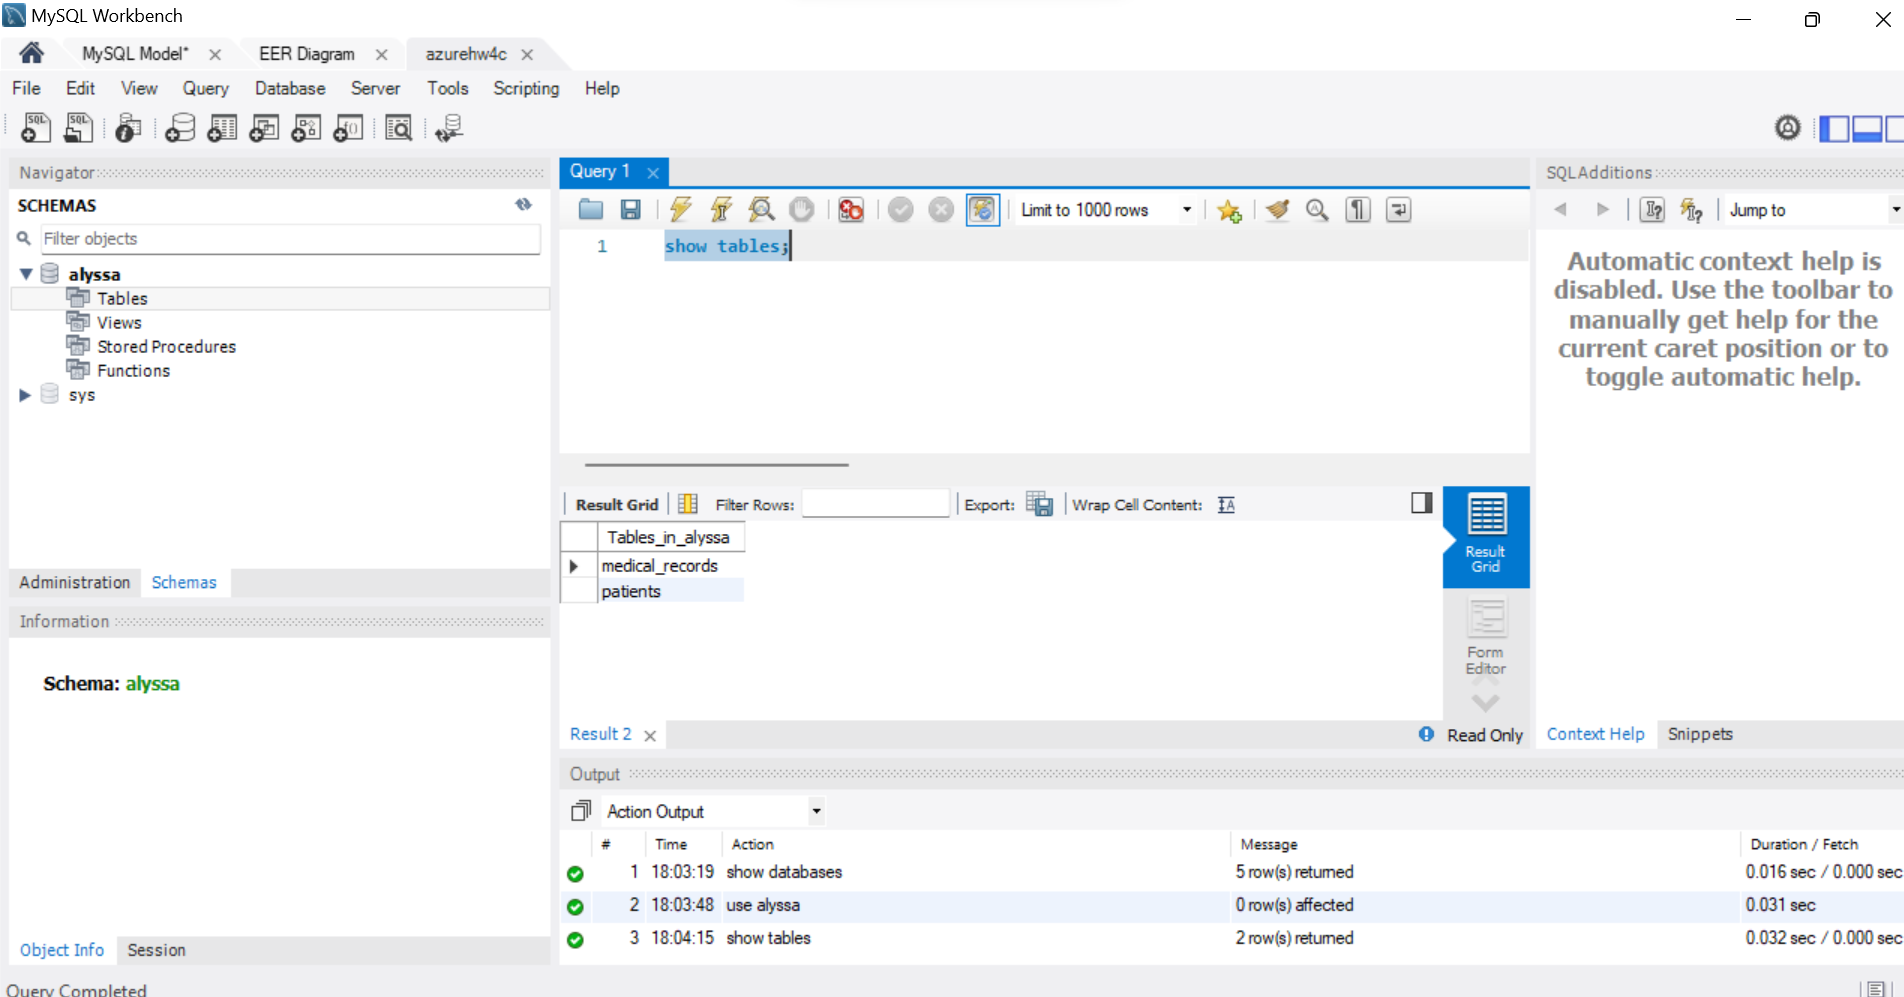 MySQL Workbench
MySQL Model*
EER Diagram
azurehw4c
File Edit View Query Database Server Tools Scripting Help
SQL SQL
Navigator
SCHEMAS
Filter objects
alyssa
Tables
Views
Stored Procedures
Functions
sys
Administration Schemas
Information
Schema: alyssa
Object Info Session
Query Completed
Query 1
Limit to 1000 rows
1 show tables;
Result Grid Filter Rows: Export: Wrap Cell Content:
Tables_in_alyssa
medical_records
patients
Result
Grid
Form
Editor
Result 2
Read Only
SQLAdditions
Jump to
Automatic context help is
disabled. Use the toolbar to
manually get help for the
current caret position or to
toggle automatic help.
Context Help Snippets
Output
Action Output
# Time Action Message Duration / Fetch
1 18:03:19 show databases 5 row(s) returned 0.016 sec / 0.000 sec
2 18:03:48 use alyssa 0 row(s) affected 0.031 sec
3 18:04:15 show tables 2 row(s) returned 0.032 sec / 0.000 sec